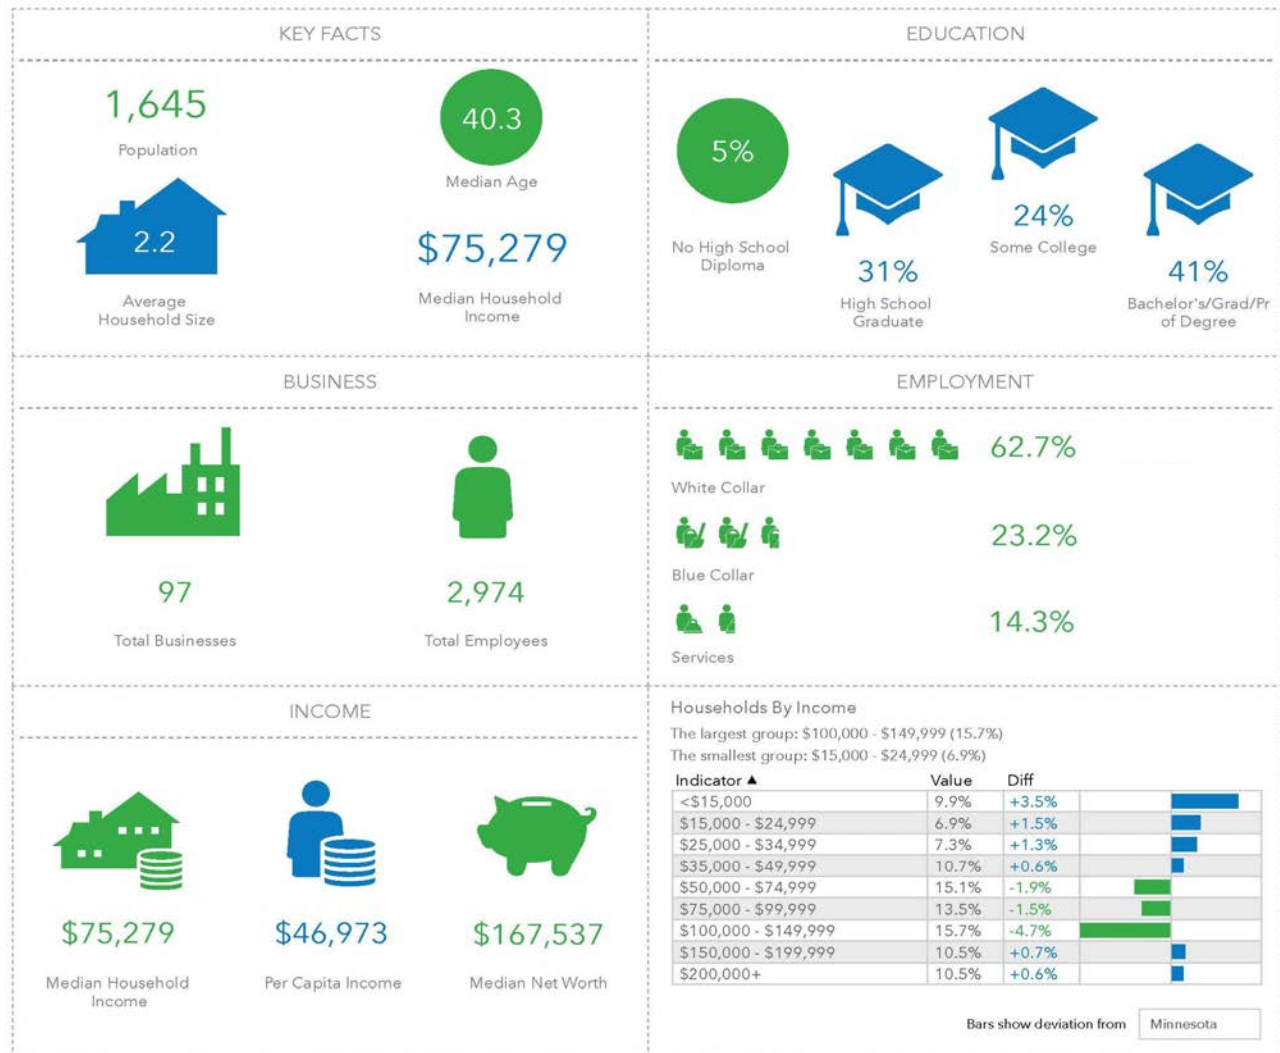 KEY FACTS
1,645
Population
40.3
Median Age
2.2
Average
Household Size
$75,279
Median Household
Income
EDUCATION
5%
No High School
Diploma
31%
High School
Graduate
24%
Some College
41%
Bachelor's/Grad/Pr
of Degree
BUSINESS
97
Total Businesses
2,974
Total Employees
EMPLOYMENT
62.7%
White Collar
23.2%
Blue Collar
14.3%
Services
INCOME
$75,279
Median Household
Income
$46,973
Per Capita Income
$167,537
Median Net Worth
Households By Income
The largest group: $100,000 - $149,999 (15.7%)
The smallest group: $15,000 - $24,999 (6.9%)
Indicator ▲ Value Diff
<$15,000 9.9% +3.5%
$15,000 - $24,999 6.9% +1.5%
$25,000 - $34,999 7.3% +1.3%
$35,000 - $49,999 10.7% +0.6%
$50,000 - $74,999 15.1% -1.9%
$75,000 - $99,999 13.5% -1.5%
$100,000 - $149,999 15.7% -4.7%
$150,000 - $199,999 10.5% +0.7%
$200,000+ 10.5% +0.6%
Bars show deviation from Minnesota